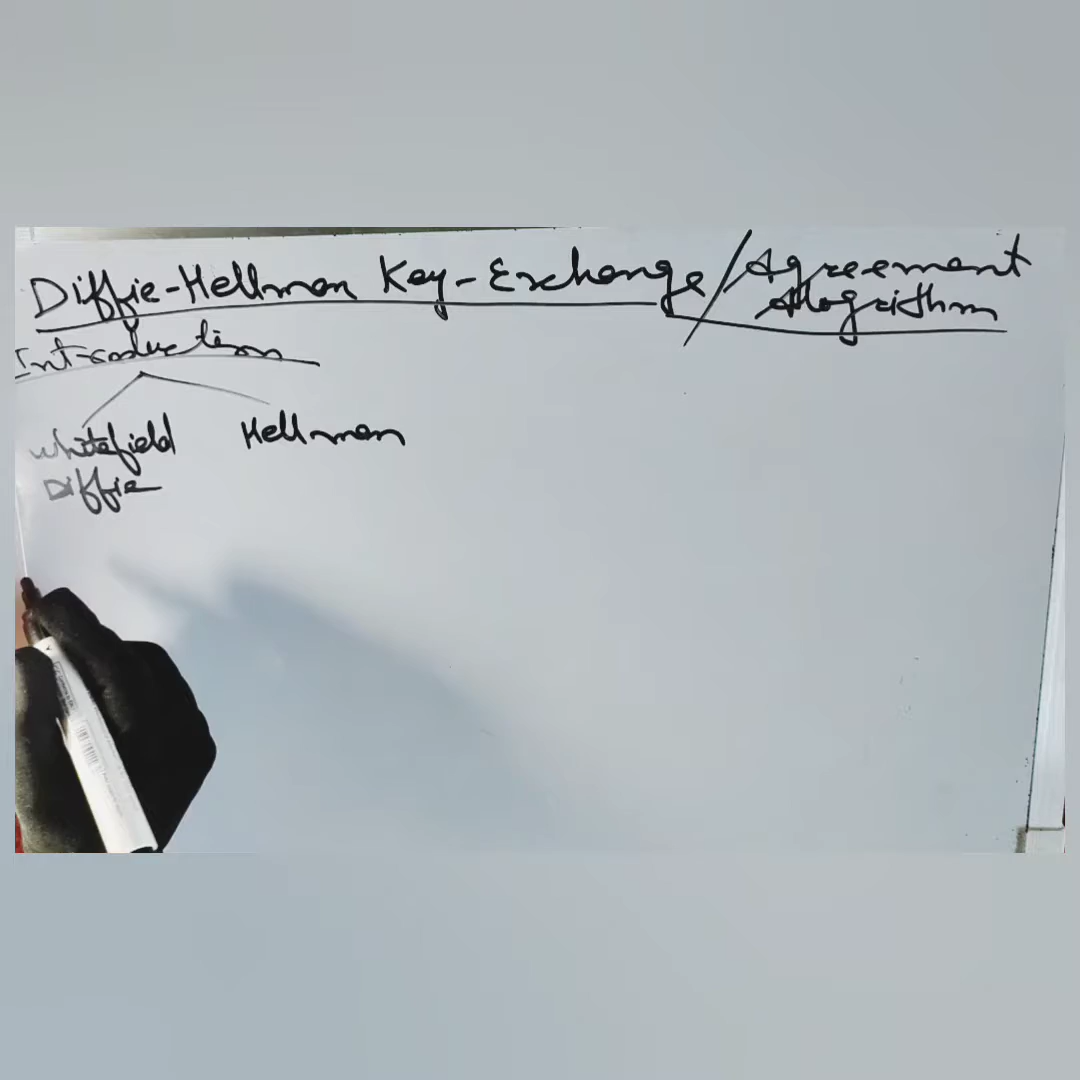 Diffie-Hellman Key-Exchange/Agreement
Algorithm
Introduction
Whitefield Hellman
Diffie